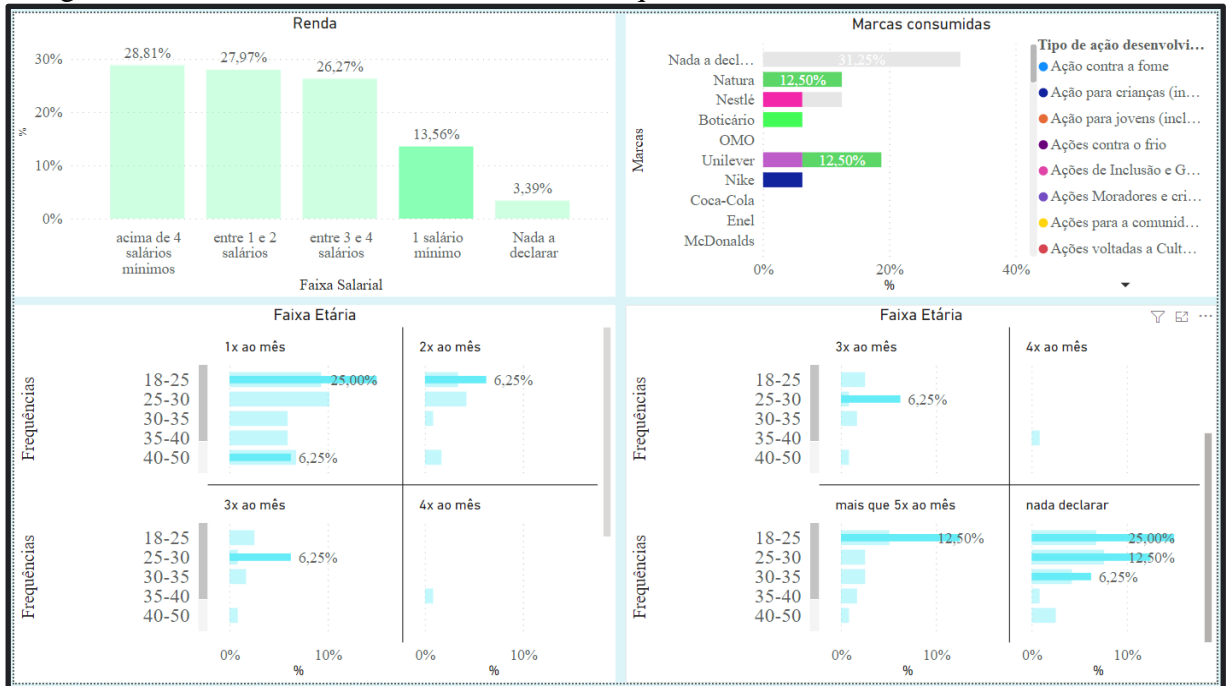 Renda
30%
20%
10%
0%
%
28,81%
27,97%
26,27%
13,56%
3,39%
acima de 4
salários
mínimos
entre 1 e 2
salários
entre 3 e 4
salários
1 salário
mínimo
Nada a
declarar
Faixa Salarial
Marcas consumidas
Marcas
Nada a decl...
31,25%
Natura
12,50%
Nestlé
Boticário
OMO
Unilever
12,50%
Nike
Coca-Cola
Enel
McDonalds
0%
20%
40%
%
Tipo de ação desenvolvi...
Ação contra a fome
Ação para crianças (in...
Ação para jovens (incl...
Ações contra o frio
Ações de Inclusão e G...
Ações Moradores e cri...
Ações para a comunid...
Ações voltadas a Cult...
Faixa Etária
1x ao mês
2x ao mês
Frequências
18-25
25,00%
6,25%
25-30
30-35
35-40
40-50
6,25%
3x ao mês
4x ao mês
Frequências
18-25
25-30
6,25%
30-35
35-40
40-50
0%
10%
0%
10%
%
%
Faixa Etária
3x ao mês
4x ao mês
Frequências
18-25
25-30
6,25%
30-35
35-40
40-50
mais que 5x ao mês
nada declarar
Frequências
18-25
12,50%
25,00%
25-30
12,50%
30-35
6,25%
35-40
40-50
0%
10%
0%
10%
%
%